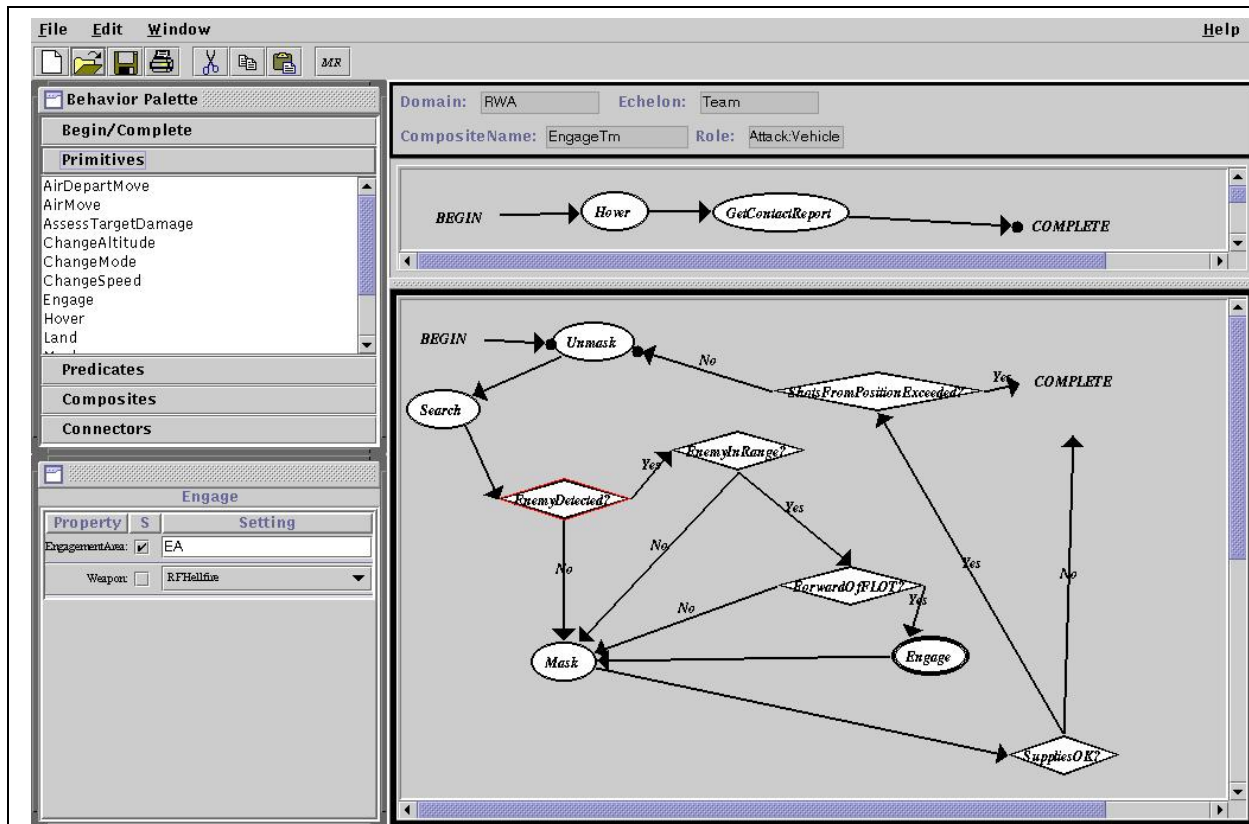 File Edit Window Help
MR
Behavior Palette
Begin/Complete
Primitives
AirDepartMove
AirMove
AssessTargetDamage
ChangeAltitude
ChangeMode
ChangeSpeed
Engage
Hover
Land
Predicates
Composites
Connectors
Engage
Property S Setting
EngagementArea: EA
Weapon: RFHellfire
Domain: RWA Echelon: Team
CompositeName: EngageTm Role: Attack:Vehicle
BEGIN Hover GetContactReport COMPLETE
BEGIN Unmask
No
ShotsFromPositionExceeded? Yes COMPLETE
Search
EnemyInRange?
Yes
EnemyDetected?
Yes
No
No
Yes
No
ForwardOfFLOT?
No
Yes
Mask
Engage
SuppliesOK?